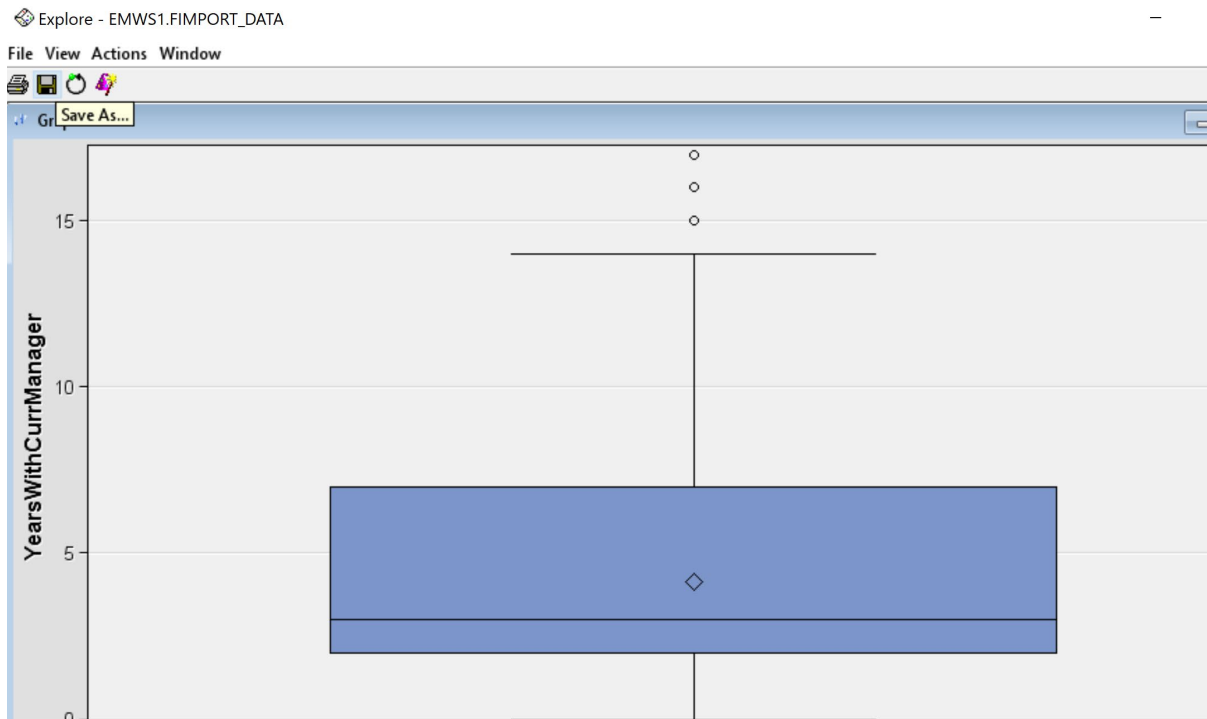 Explore - EMWS1.FIMPORT_DATA
File View Actions Window
Save As...
15
10
5
0
YearsWithCurrManager